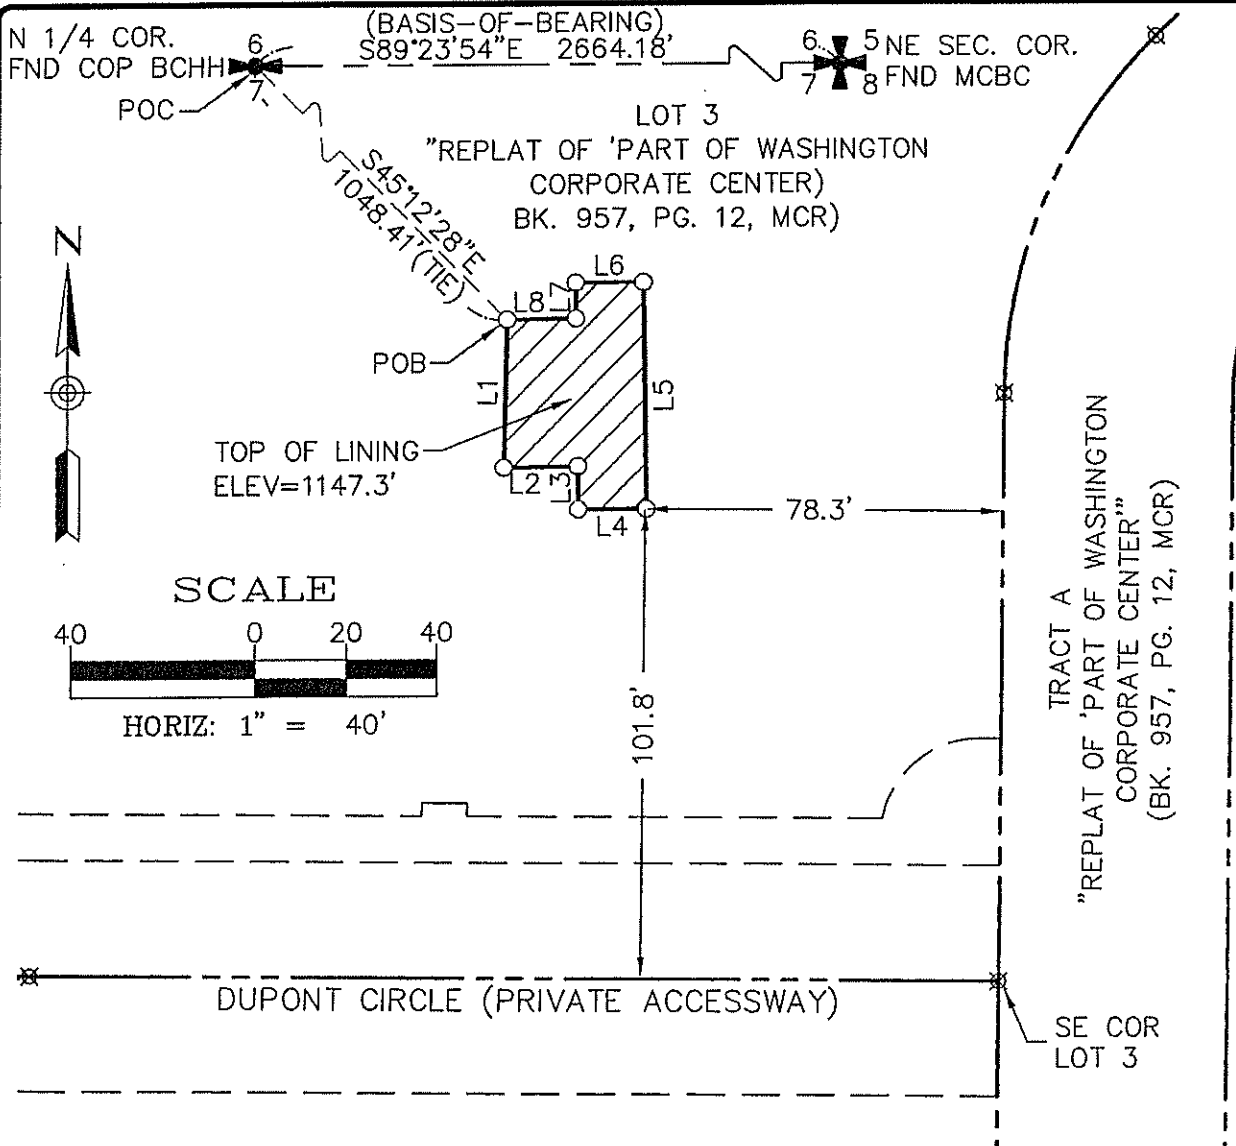 N 1/4 COR.
FND COP BCHH
6
7
POC
(BASIS-OF-BEARING)
S89°23'54"E 2664.18'
6 5
7 8
NE SEC. COR.
FND MCBC
LOT 3
"REPLAT OF 'PART OF WASHINGTON
CORPORATE CENTER)
BK. 957, PG. 12, MCR)
S45°12'28"E
1048.41'(TIE)
N
L6
L7
L8
POB
L1
L5
TOP OF LINING
ELEV=1147.3'
L2
L3
L4
78.3'
SCALE
40 0 20 40
HORIZ: 1" = 40'
101.8'
TRACT A
"REPLAT OF 'PART OF WASHINGTON
CORPORATE CENTER'"
(BK. 957, PG. 12, MCR)
DUPONT CIRCLE (PRIVATE ACCESSWAY)
SE COR
LOT 3